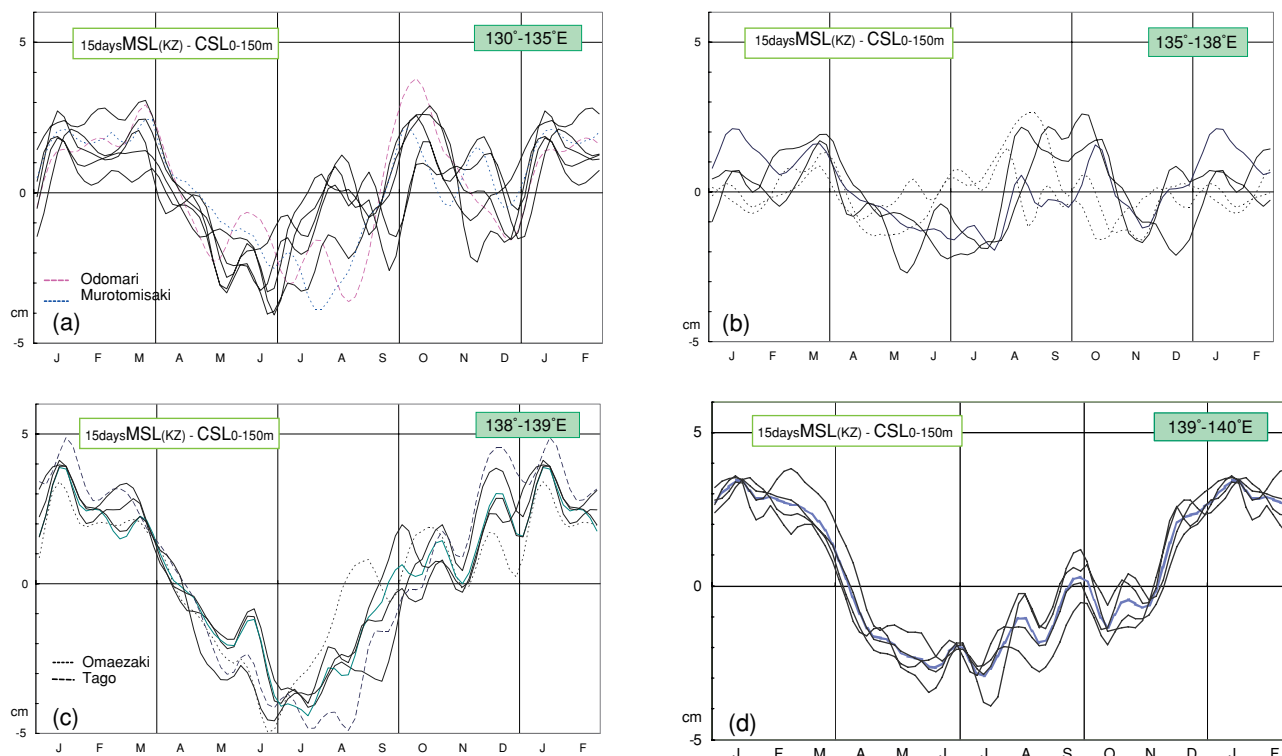 15daysMSL(KZ) - CSL0-150m
130°-135°E
5
0
cm
-5
Odomari
Murotomisaki
(a)
J F M A M J J A S O N D J F
15daysMSL(KZ) - CSL0-150m
135°-138°E
5
0
cm
-5
(b)
J F M A M J J A S O N D J F
15daysMSL(KZ) - CSL0-150m
138°-139°E
5
0
cm
-5
Omaezaki
Tago
(c)
J F M A M J J A S O N D J F
15daysMSL(KZ) - CSL0-150m
139°-140°E
5
0
cm
-5
(d)
J F M A M J J A S O N D J F